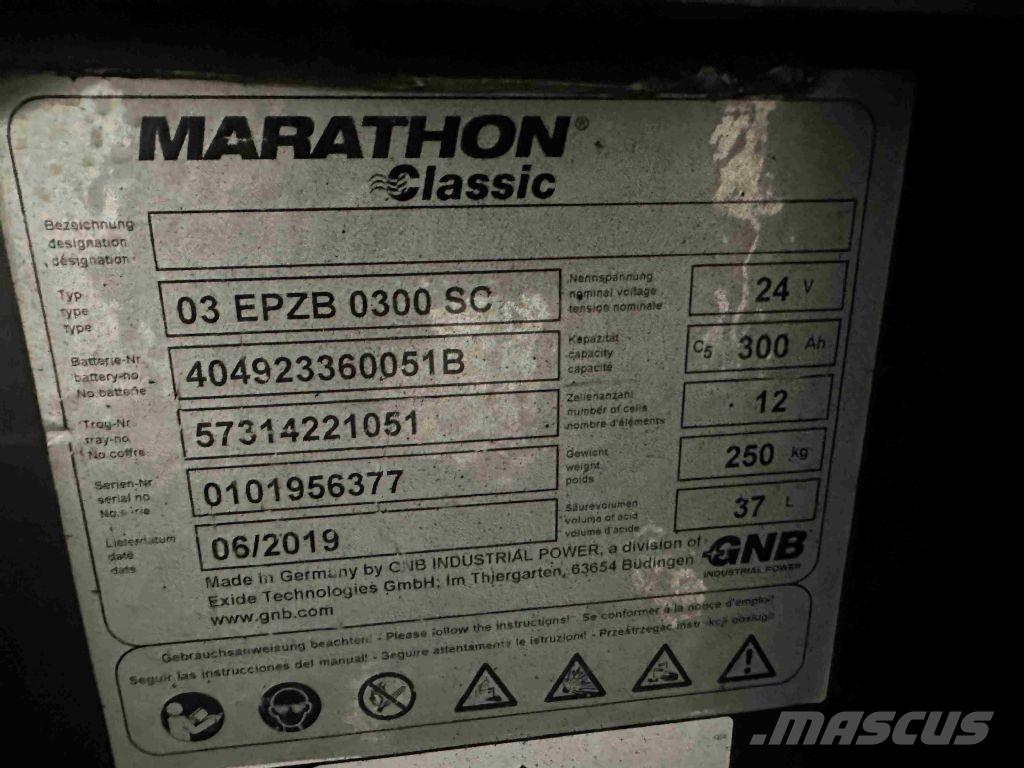 MARATHON®
Classic
Bezeichnung
designation
désignation
Typ
type
type
03 EPZB 0300 SC
Nennspannung
nominal voltage
tension nominale
24 V
Batterie-Nr.
battery-no.
No.batterie
404923360051B
Kapazität
capacity
capacité
C5 300 Ah
Trog-Nr.
tray-no.
No.coffre
57314221051
Zellenanzahl
number of cells
nombre d'éléments
12
Serien-Nr.
serial no.
No.série
0101956377
Gewicht
weight
poids
250 kg
Lieferdatum
date
date
06/2019
Säurevolumen
volume of acid
volume d'acide
37 L
Made in Germany by GNB INDUSTRIAL POWER, a division of
Exide Technologies GmbH; Im Thiergarten, 63654 Büdingen
www.gnb.com
GNB
INDUSTRIAL POWER
Gebrauchsanweisung beachten! - Please follow the instructions! - Se conformer à la notice d'emploi!
Seguir las instrucciones del manual! - Seguire attentamente le istruzioni! - Przestrzegać instrukcji obsługi!
MASCUS